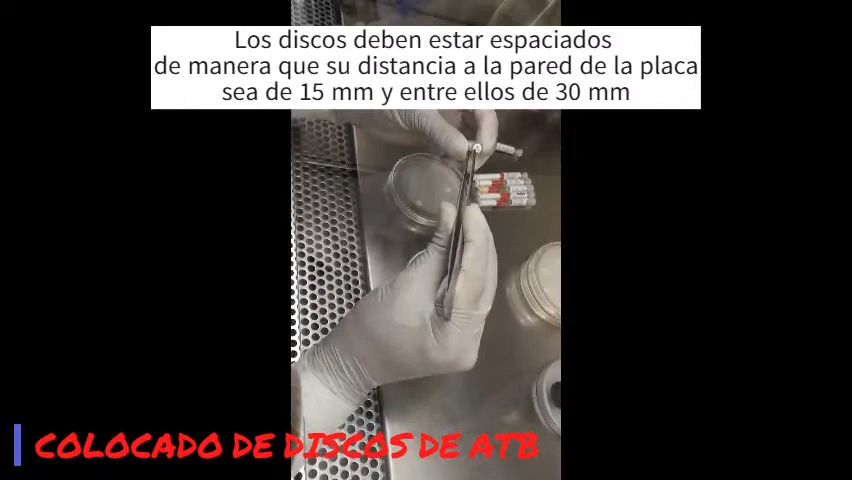 Los discos deben estar espaciados
de manera que su distancia a la pared de la placa
sea de 15 mm y entre ellos de 30 mm
COLOCADO DE DISCOS DE ATB